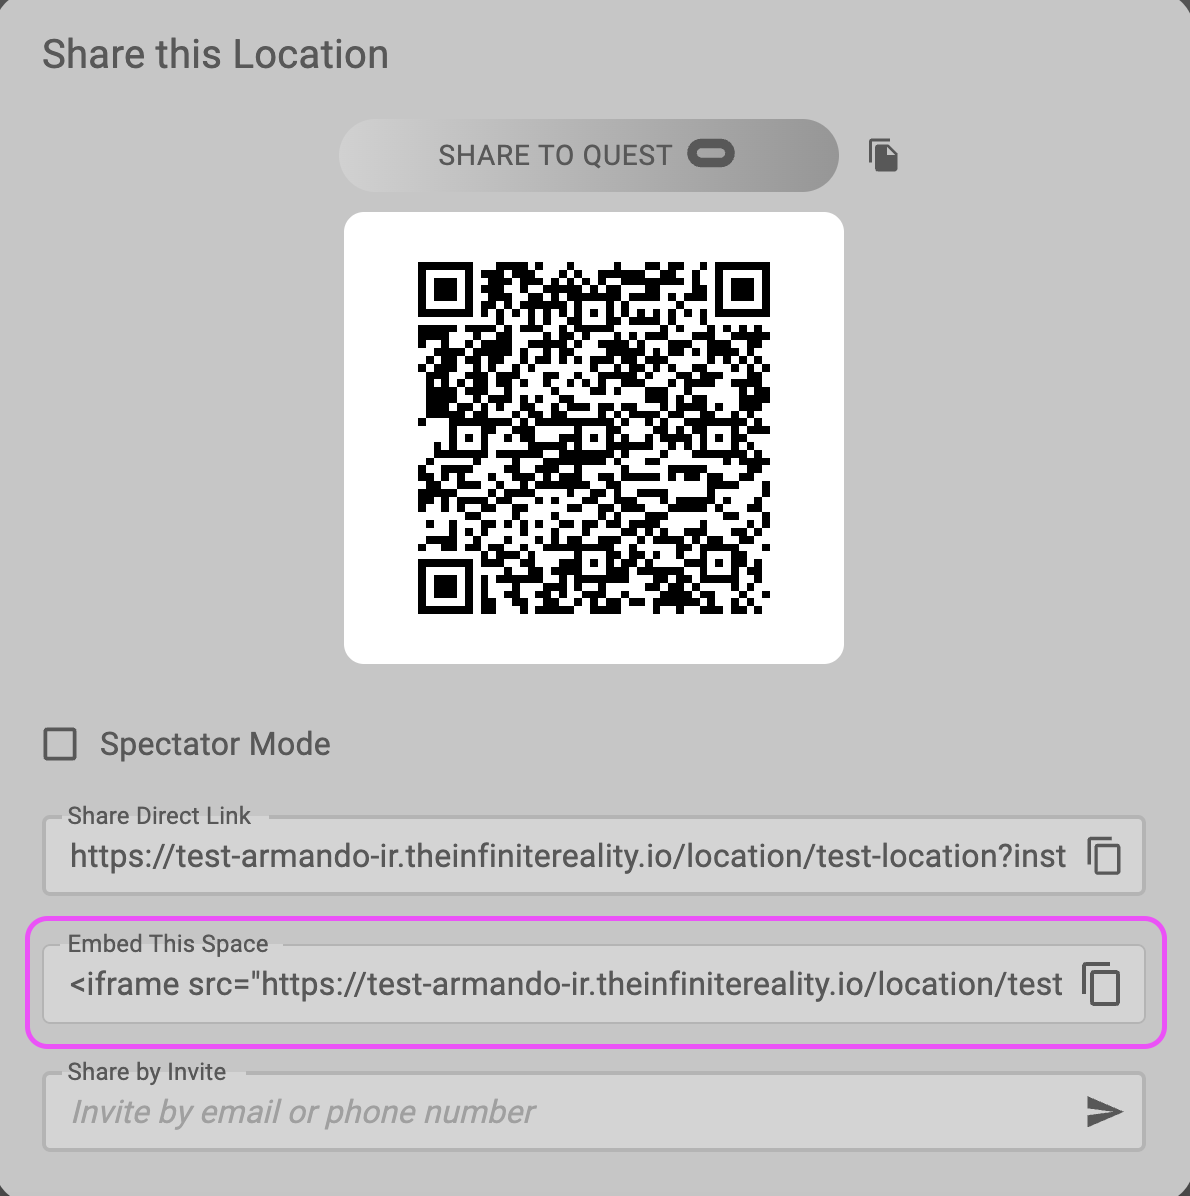 Share this Location
SHARE TO QUEST
Spectator Mode
Share Direct Link
https://test-armando-ir.theinfinitereality.io/location/test-location?inst
Embed This Space
<iframe src="https://test-armando-ir.theinfinitereality.io/location/test
Share by Invite
Invite by email or phone number